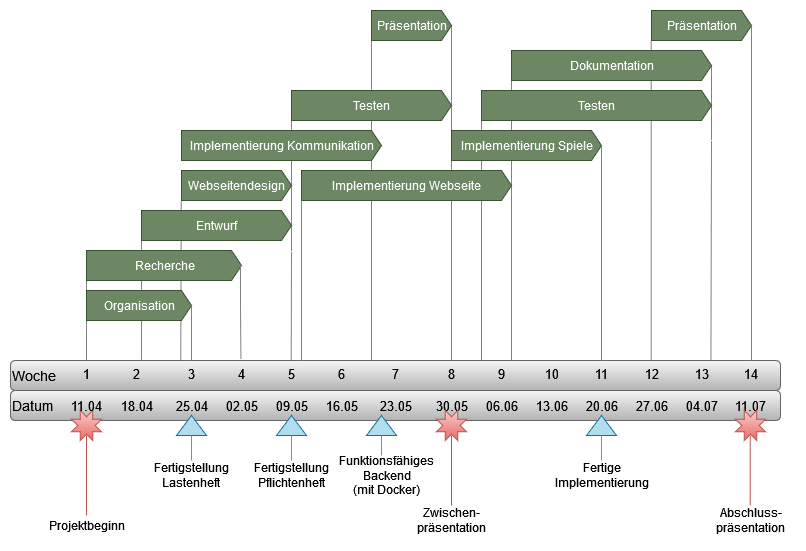 Präsentation
Präsentation
Dokumentation
Testen
Testen
Implementierung Kommunikation
Implementierung Spiele
Webseitendesign
Implementierung Webseite
Entwurf
Recherche
Organisation
Woche 1 2 3 4 5 6 7 8 9 10 11 12 13 14
Datum 11.04 18.04 25.04 02.05 09.05 16.05 23.05 30.05 06.06 13.06 20.06 27.06 04.07 11.07
Fertigstellung
Lastenheft
Fertigstellung
Pflichtenheft
Funktionsfähiges
Backend
(mit Docker)
Fertige
Implementierung
Projektbeginn
Zwischen-
präsentation
Abschluss-
präsentation